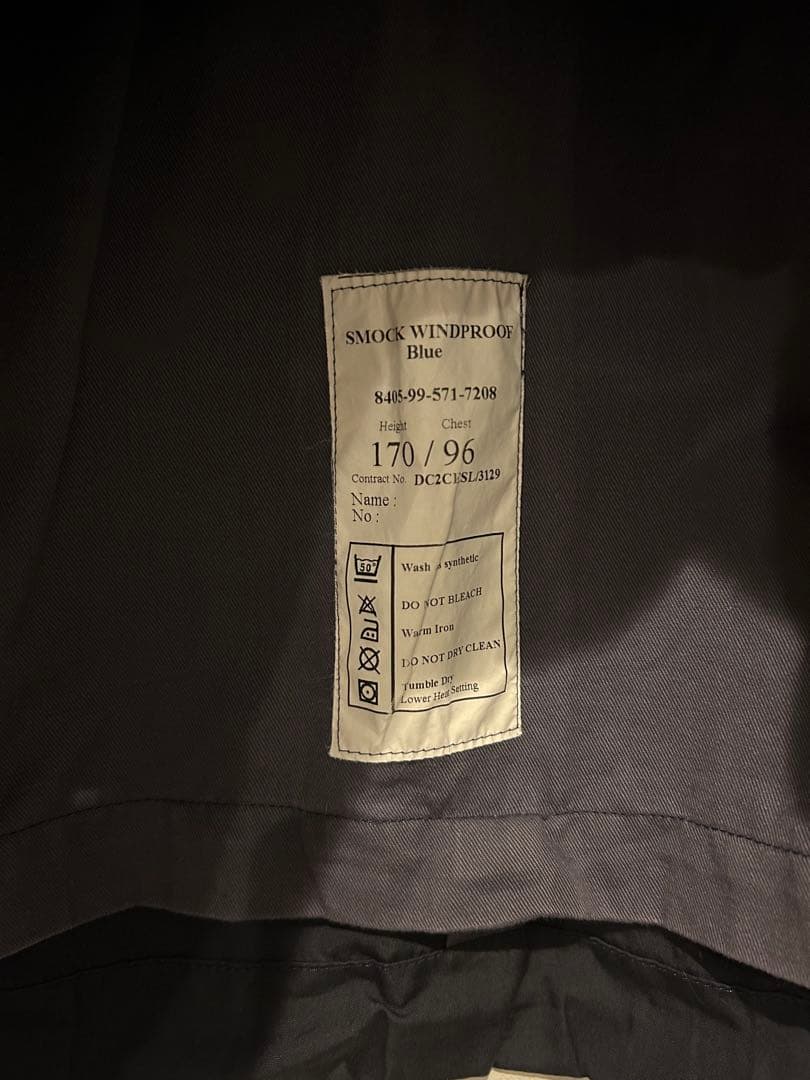 SMOCK WINDPROOF
Blue
8405-99-571-7208
Height Chest
170 / 96
Contract No. DC2CESL/3129
Name :
No :
50° Wash as synthetic
DO NOT BLEACH
Warm Iron
DO NOT DRY CLEAN
Tumble Dry
Lower Heat Setting